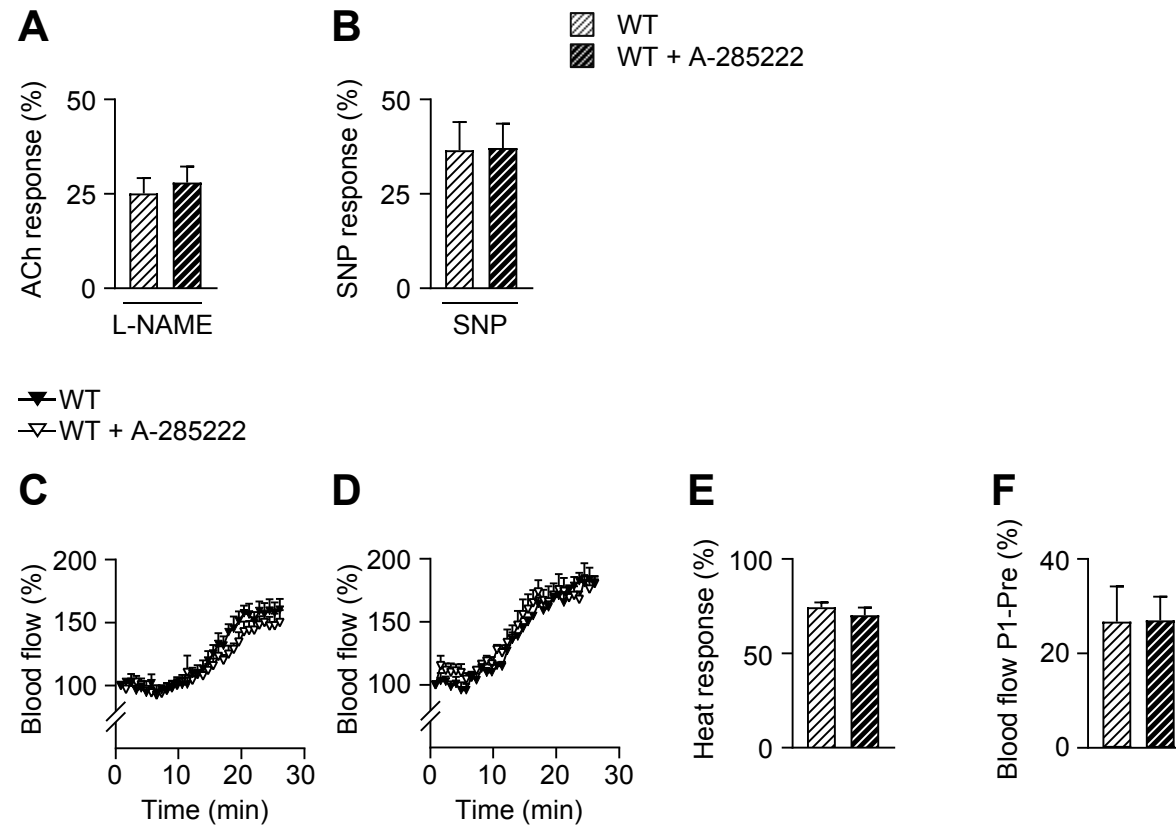 A
B
WT
WT + A-285222
ACh response (%)
50
25
0
L-NAME
SNP response (%)
50
25
0
SNP
WT
WT + A-285222
C
D
E
F
Blood flow (%)
200
150
100
0
10
20
30
Time (min)
Blood flow (%)
200
150
100
0
10
20
30
Time (min)
Heat response (%)
100
50
0
Blood flow P1-Pre (%)
40
20
0